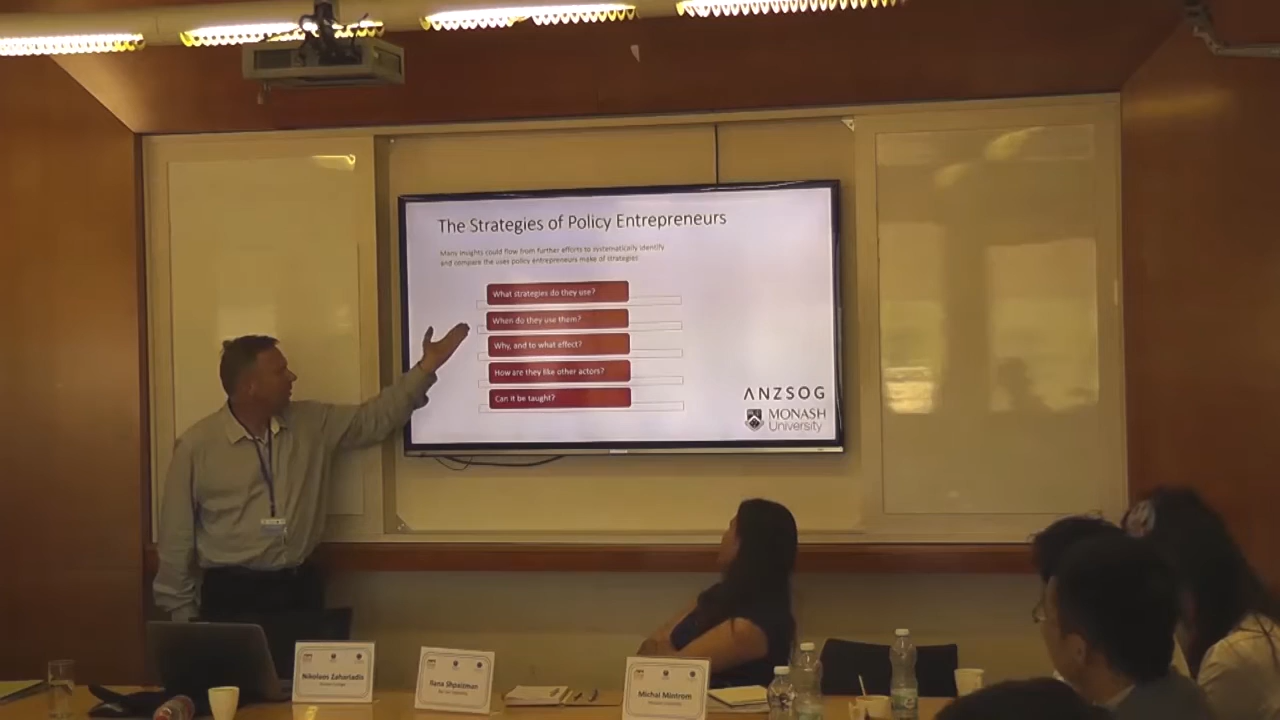 The Strategies of Policy Entrepreneurs
Many insights could flow from further efforts to systematically identify
and compare the uses policy entrepreneurs make of strategies
What strategies do they use?
When do they use them?
Why, and to what effect?
How are they like other actors?
Can it be taught?
ANZSOG
MONASH
University
Nikolaos Zahariadis
Ilana Shpaizman
Michal Mintrom